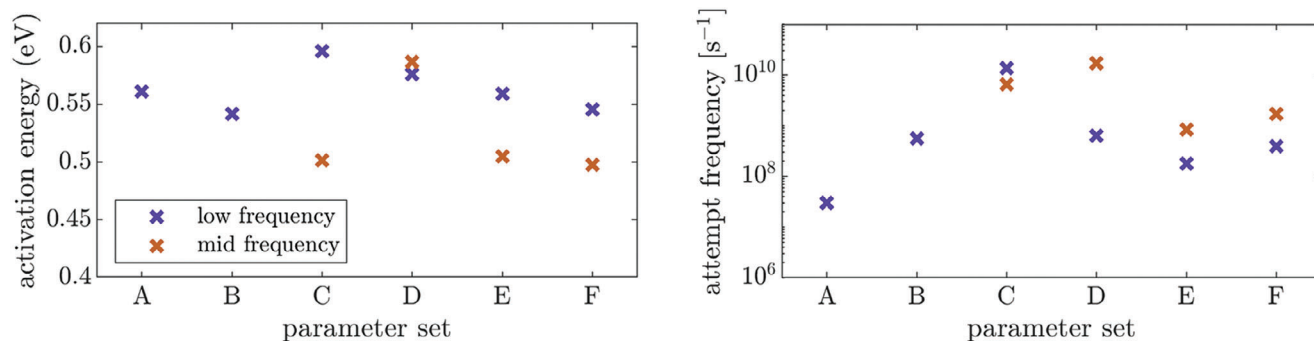 activation energy (eV)
0.6
0.55
0.5
0.45
0.4
low frequency
mid frequency
A B C D E F
parameter set
attempt frequency [s⁻¹]
10¹⁰
10⁸
10⁶
A B C D E F
parameter set